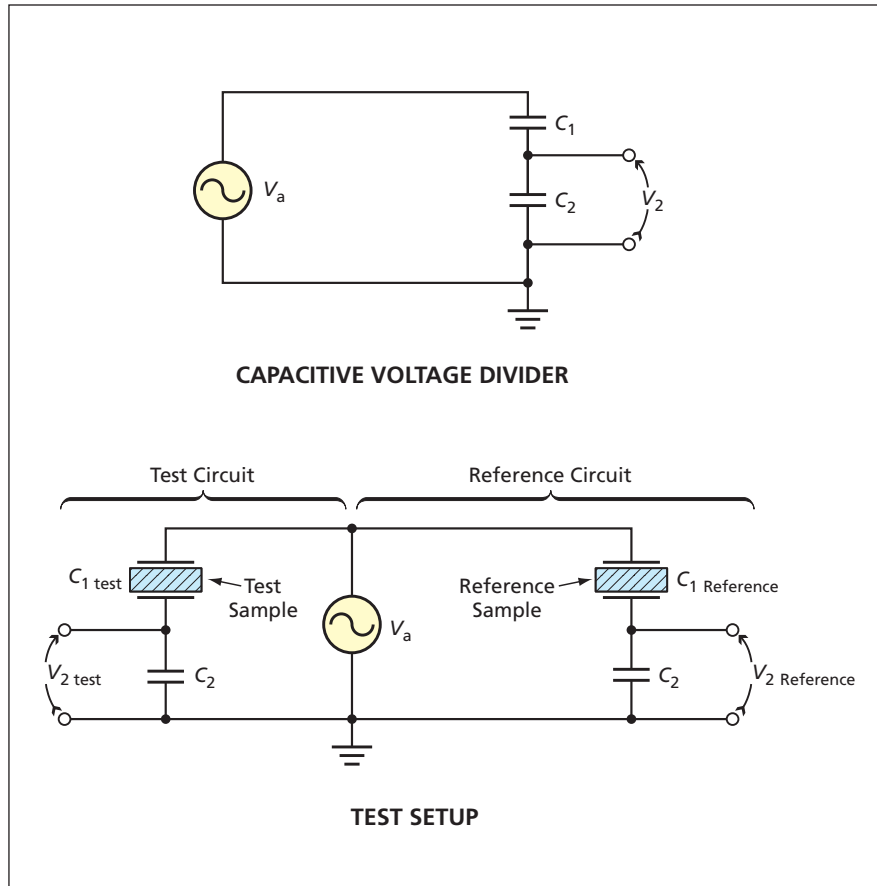 C1
Va
C2
V2
CAPACITIVE VOLTAGE DIVIDER
Test Circuit
Reference Circuit
C1 test
Test
Sample
Reference
Sample
C1 Reference
Va
V2 test
C2
C2
V2 Reference
TEST SETUP